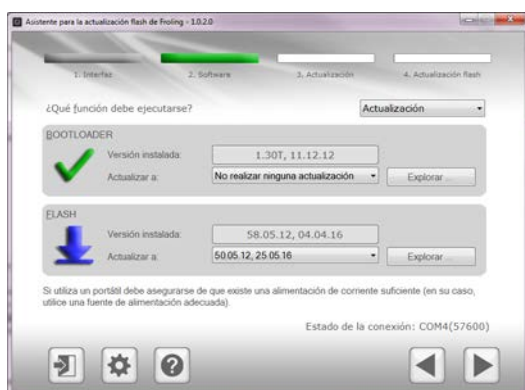 Asistente para la actualización flash de Froling - 1.0.2.0
1. Interfaz
2. Software
3. Actualización
4. Actualización flash
¿Qué función debe ejecutarse?
Actualización
BOOTLOADER
Versión instalada:
1.30T, 11.12.12
Actualizar a:
No realizar ninguna actualización
Explorar ...
FLASH
Versión instalada:
58.05.12, 04.04.16
Actualizar a:
50.05.12, 25.05.16
Explorar ...
Si utiliza un portátil debe asegurarse de que existe una alimentación de corriente suficiente (en su caso,
utilice una fuente de alimentación adecuada).
Estado de la conexión: COM4(57600)